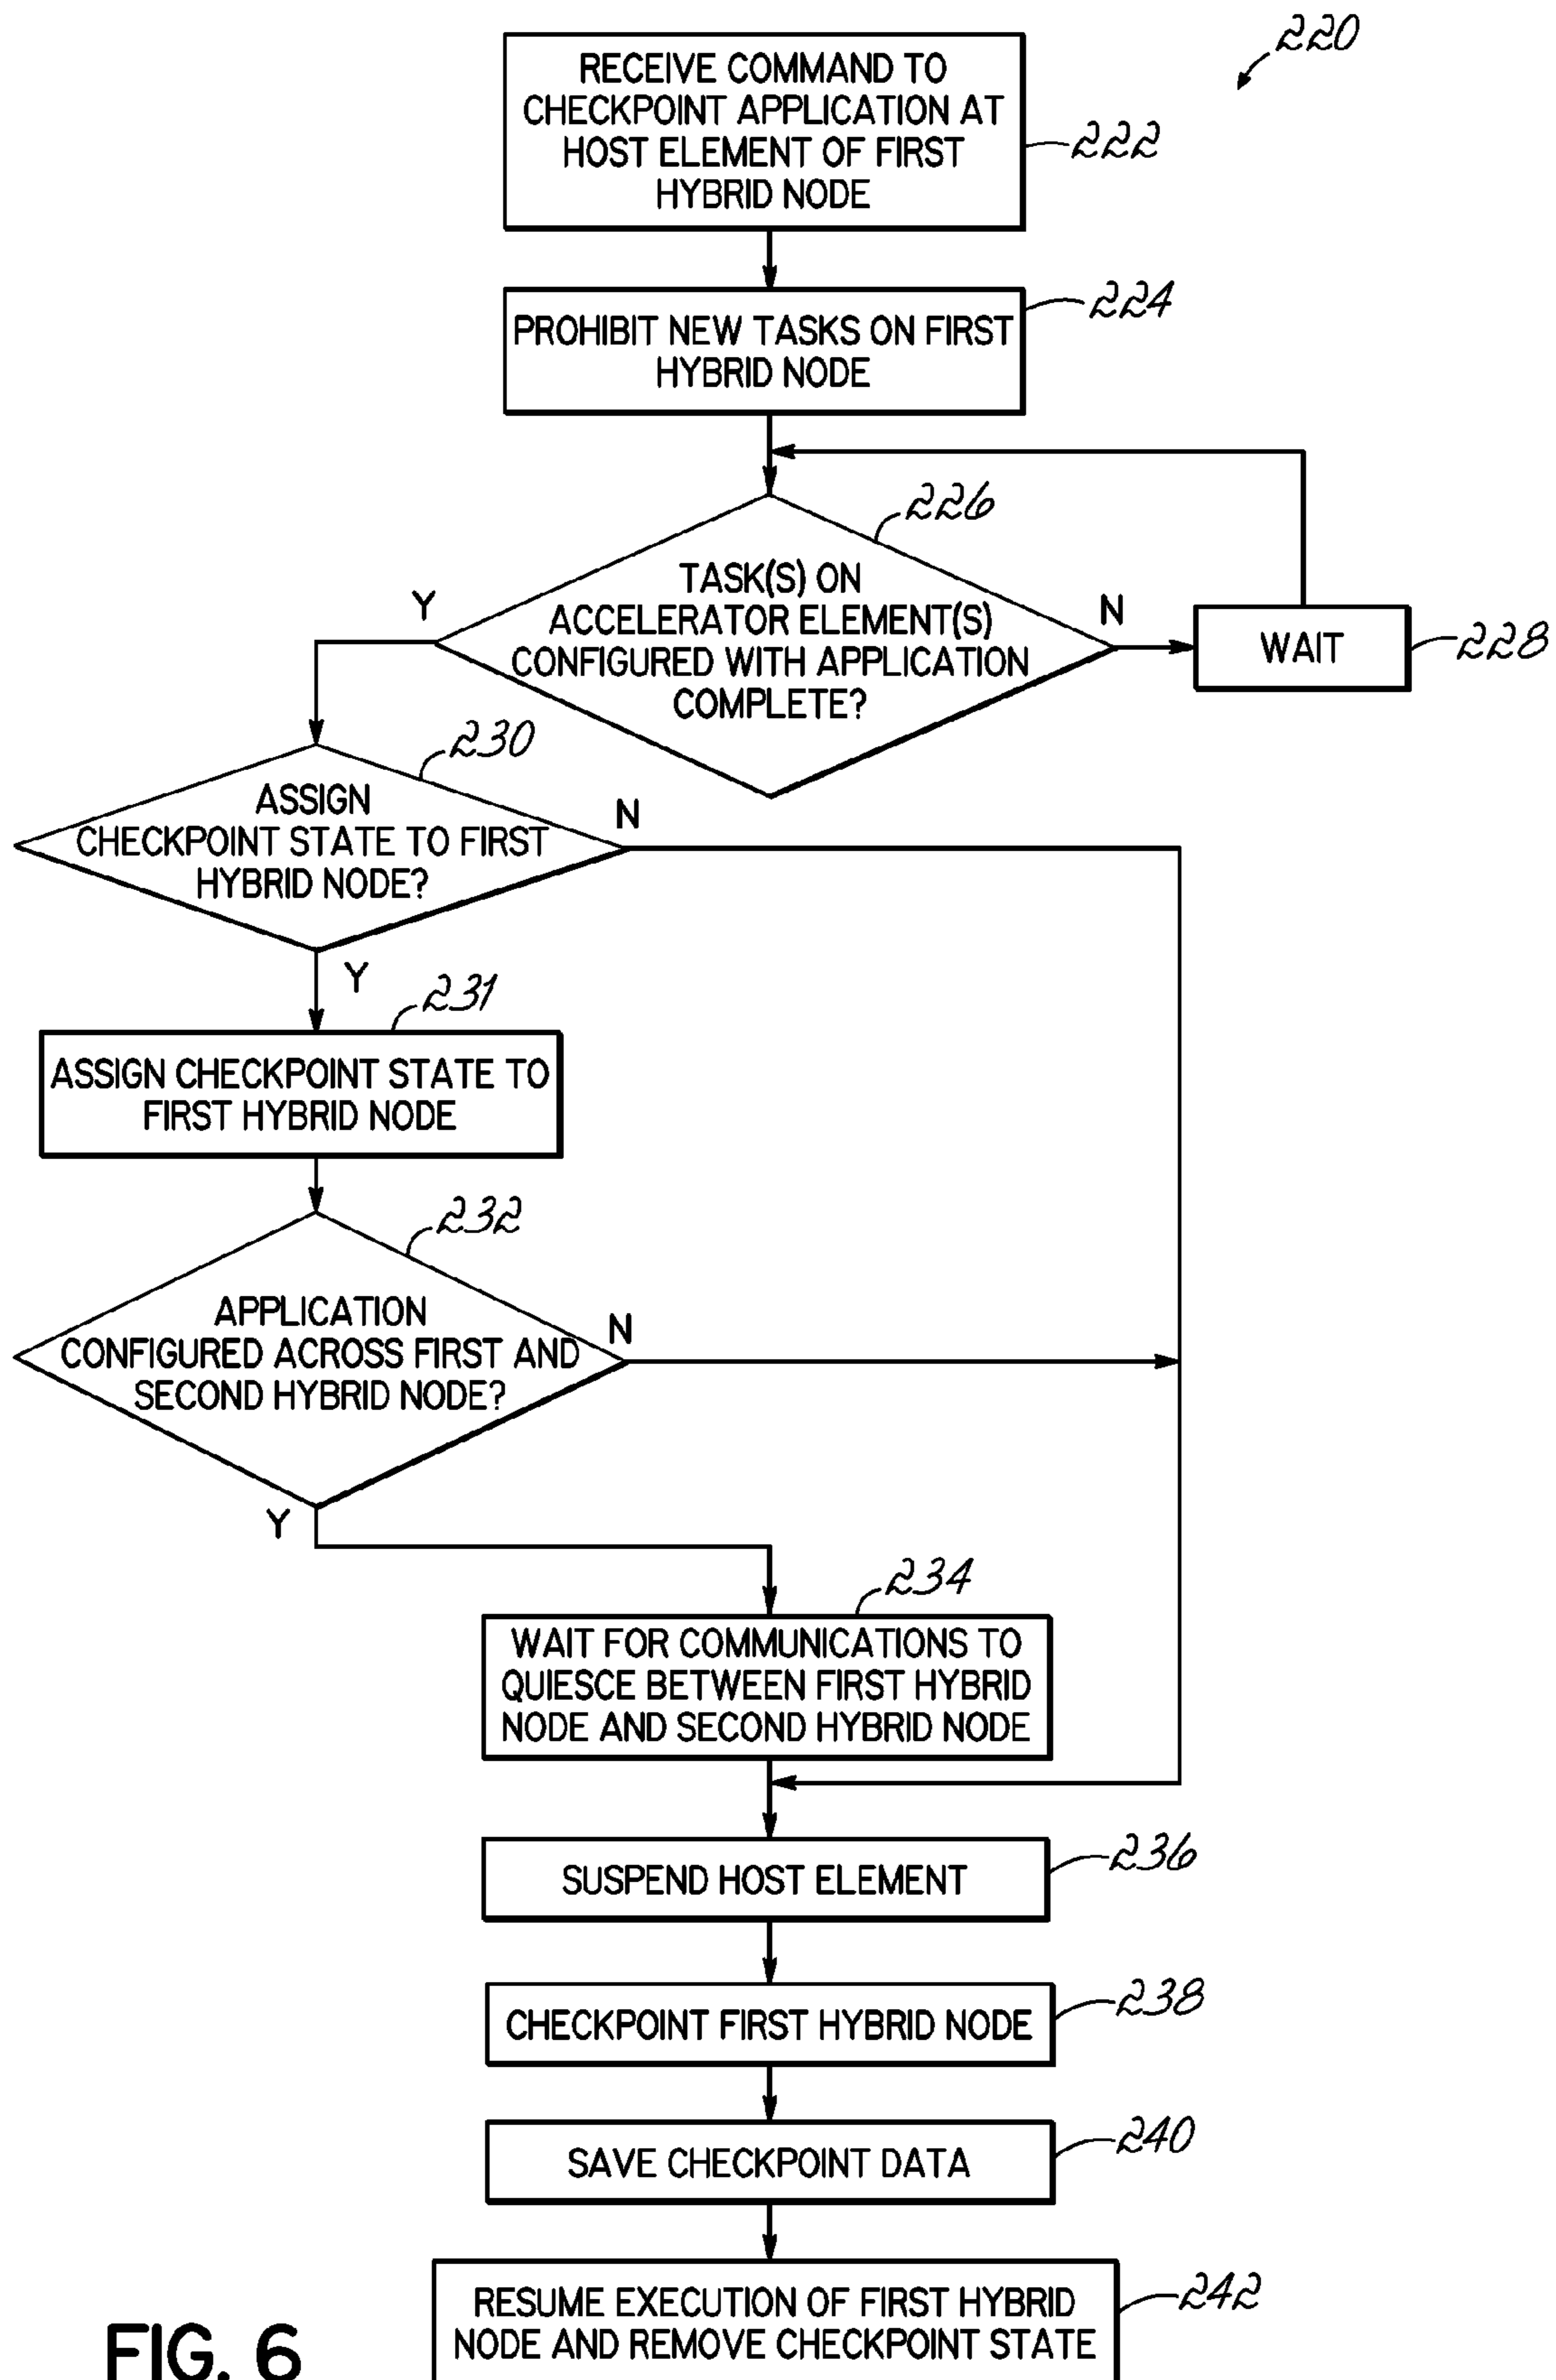 220
RECEIVE COMMAND TO
CHECKPOINT APPLICATION AT
HOST ELEMENT OF FIRST
HYBRID NODE
222
PROHIBIT NEW TASKS ON FIRST
HYBRID NODE
224
226
TASK(S) ON
ACCELERATOR ELEMENT(S)
CONFIGURED WITH APPLICATION
COMPLETE?
Y
N
WAIT
228
230
ASSIGN
CHECKPOINT STATE TO FIRST
HYBRID NODE?
N
Y
231
ASSIGN CHECKPOINT STATE TO
FIRST HYBRID NODE
232
APPLICATION
CONFIGURED ACROSS FIRST AND
SECOND HYBRID NODE?
N
Y
234
WAIT FOR COMMUNICATIONS TO
QUIESCE BETWEEN FIRST HYBRID
NODE AND SECOND HYBRID NODE
SUSPEND HOST ELEMENT
236
CHECKPOINT FIRST HYBRID NODE
238
SAVE CHECKPOINT DATA
240
RESUME EXECUTION OF FIRST HYBRID
NODE AND REMOVE CHECKPOINT STATE
242
FIG. 6